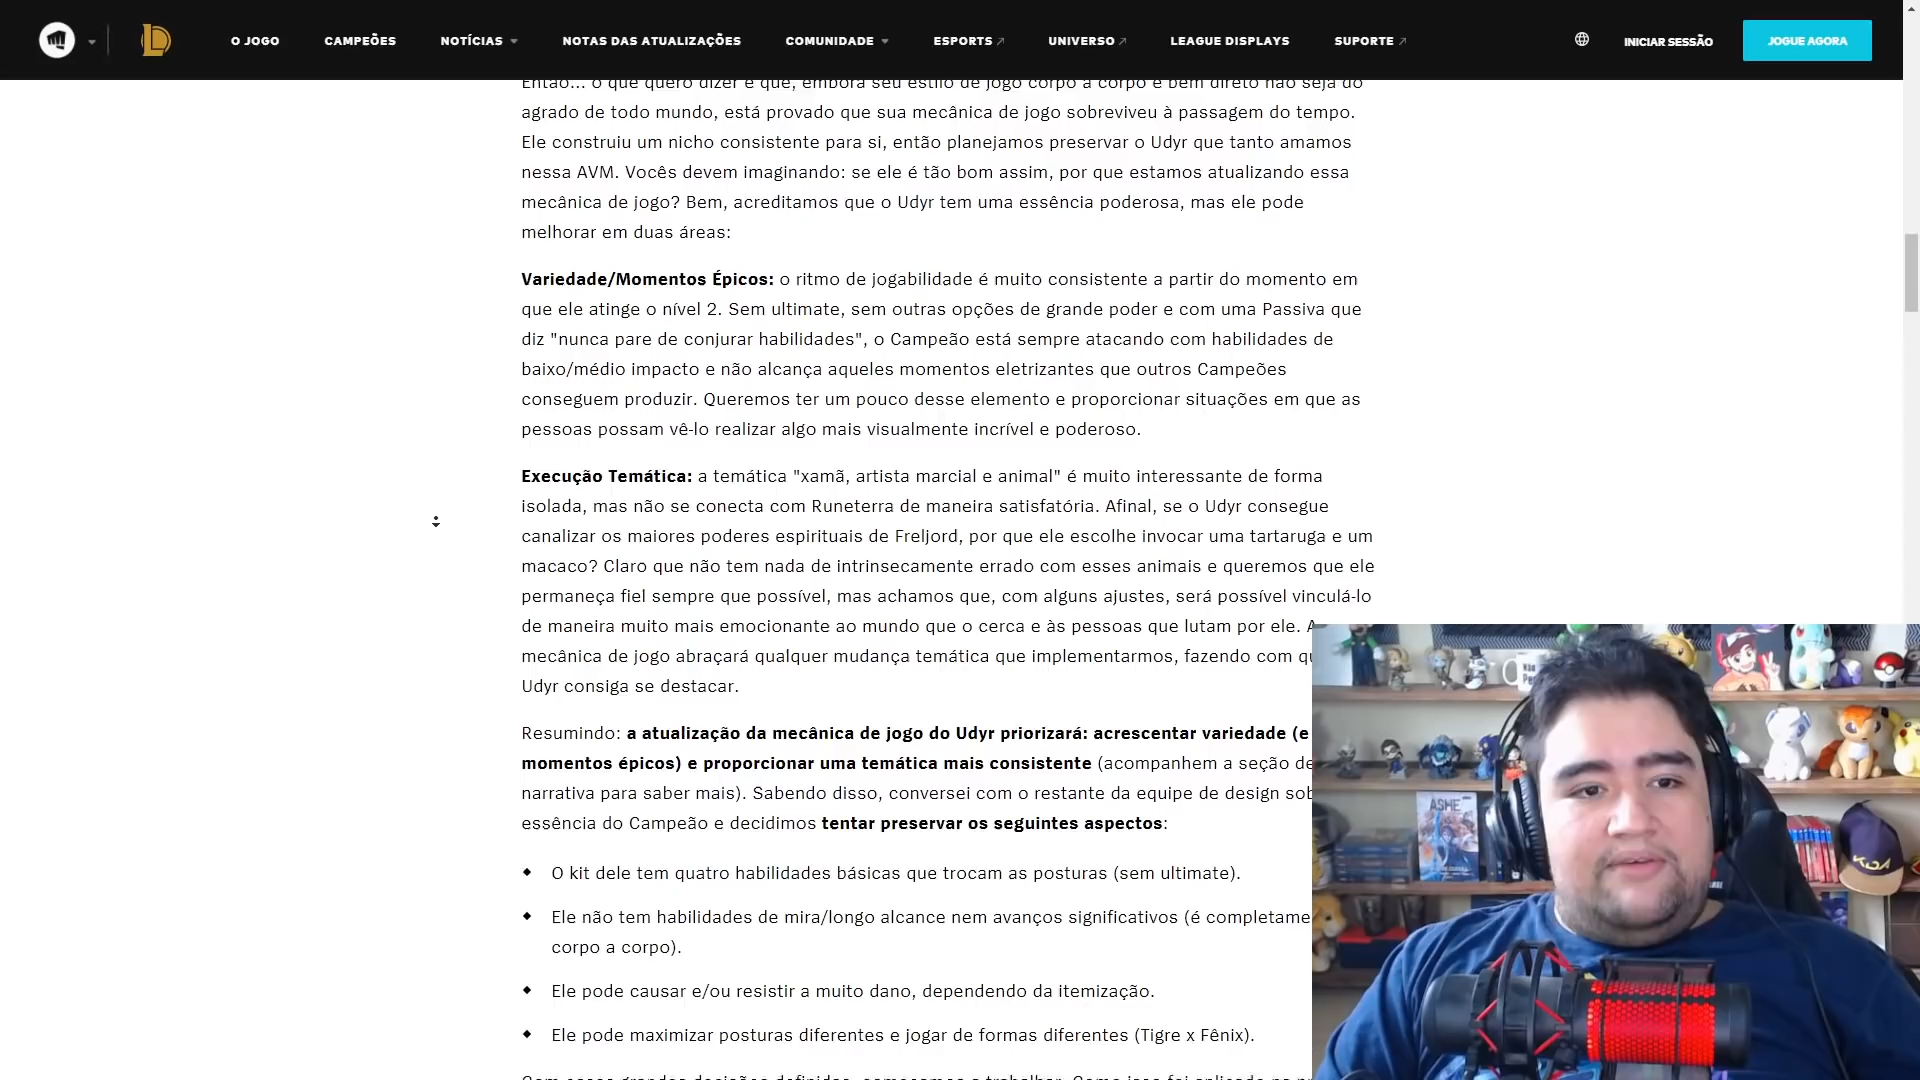 O JOGO CAMPEÕES NOTÍCIAS NOTAS DAS ATUALIZAÇÕES COMUNIDADE ESPORTS UNIVERSO LEAGUE DISPLAYS SUPORTE INICIAR SESSÃO JOGUE AGORA
Então... o que quero dizer é que, embora seu estilo de jogo corpo a corpo e bem direto não seja do
agrado de todo mundo, está provado que sua mecânica de jogo sobreviveu à passagem do tempo.
Ele construiu um nicho consistente para si, então planejamos preservar o Udyr que tanto amamos
nessa AVM. Vocês devem imaginando: se ele é tão bom assim, por que estamos atualizando essa
mecânica de jogo? Bem, acreditamos que o Udyr tem uma essência poderosa, mas ele pode
melhorar em duas áreas:
Variedade/Momentos Épicos: o ritmo de jogabilidade é muito consistente a partir do momento em
que ele atinge o nível 2. Sem ultimate, sem outras opções de grande poder e com uma Passiva que
diz "nunca pare de conjurar habilidades", o Campeão está sempre atacando com habilidades de
baixo/médio impacto e não alcança aqueles momentos eletrizantes que outros Campeões
conseguem produzir. Queremos ter um pouco desse elemento e proporcionar situações em que as
pessoas possam vê-lo realizar algo mais visualmente incrível e poderoso.
Execução Temática: a temática "xamã, artista marcial e animal" é muito interessante de forma
isolada, mas não se conecta com Runeterra de maneira satisfatória. Afinal, se o Udyr consegue
canalizar os maiores poderes espirituais de Freljord, por que ele escolhe invocar uma tartaruga e um
macaco? Claro que não tem nada de intrinsecamente errado com esses animais e queremos que ele
permaneça fiel sempre que possível, mas achamos que, com alguns ajustes, será possível vinculá-lo
de maneira muito mais emocionante ao mundo que o cerca e às pessoas que lutam por ele. A
mecânica de jogo abraçará qualquer mudança temática que implementarmos, fazendo com qu
Udyr consiga se destacar.
Resumindo: a atualização da mecânica de jogo do Udyr priorizará: acrescentar variedade (e
momentos épicos) e proporcionar uma temática mais consistente (acompanhem a seção de
narrativa para saber mais). Sabendo disso, conversei com o restante da equipe de design sob
essência do Campeão e decidimos tentar preservar os seguintes aspectos:
O kit dele tem quatro habilidades básicas que trocam as posturas (sem ultimate).
Ele não tem habilidades de mira/longo alcance nem avanços significativos (é completame
corpo a corpo).
Ele pode causar e/ou resistir a muito dano, dependendo da itemização.
Ele pode maximizar posturas diferentes e jogar de formas diferentes (Tigre x Fênix).
ASHE